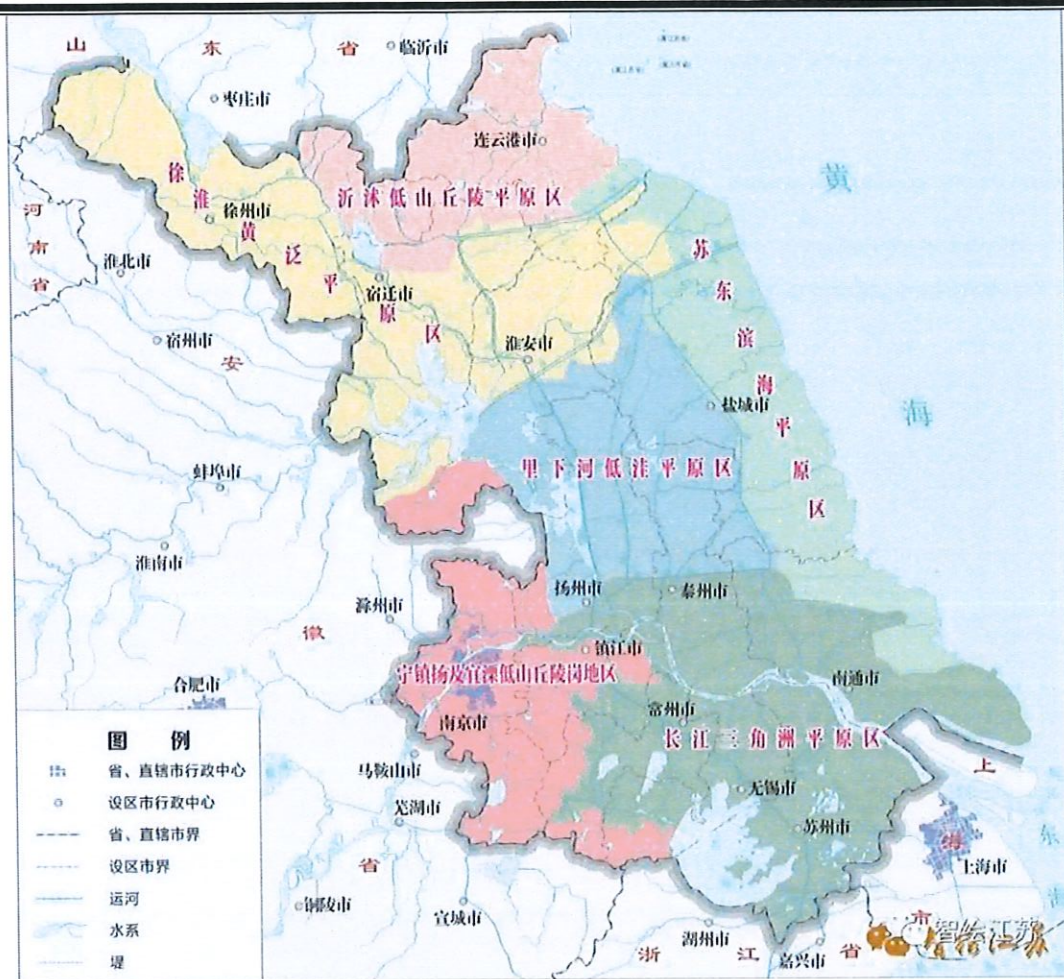 山 东 省
临沂市
枣庄市
连云港市
黄
海
徐淮黄泛平原区
沂沭低山丘陵平原区
河南省
徐州市
淮北市
宿迁市
苏东滨海平原区
宿州市
安
淮安市
盐城市
里下河低洼平原区
蚌埠市
淮南市
滁州市
扬州市
泰州市
徽
镇江市
宁镇扬及宜溧低山丘陵岗地区
合肥市
南通市
南京市
常州市
长江三角洲平原区
马鞍山市
上
无锡市
芜湖市
苏州市
海
东
上海市
省
铜陵市
宣城市
市
湖州市
浙 江 省
嘉兴市
图 例
省、直辖市行政中心
设区市行政中心
省、直辖市界
设区市界
运河
水系
堤
智绘江苏